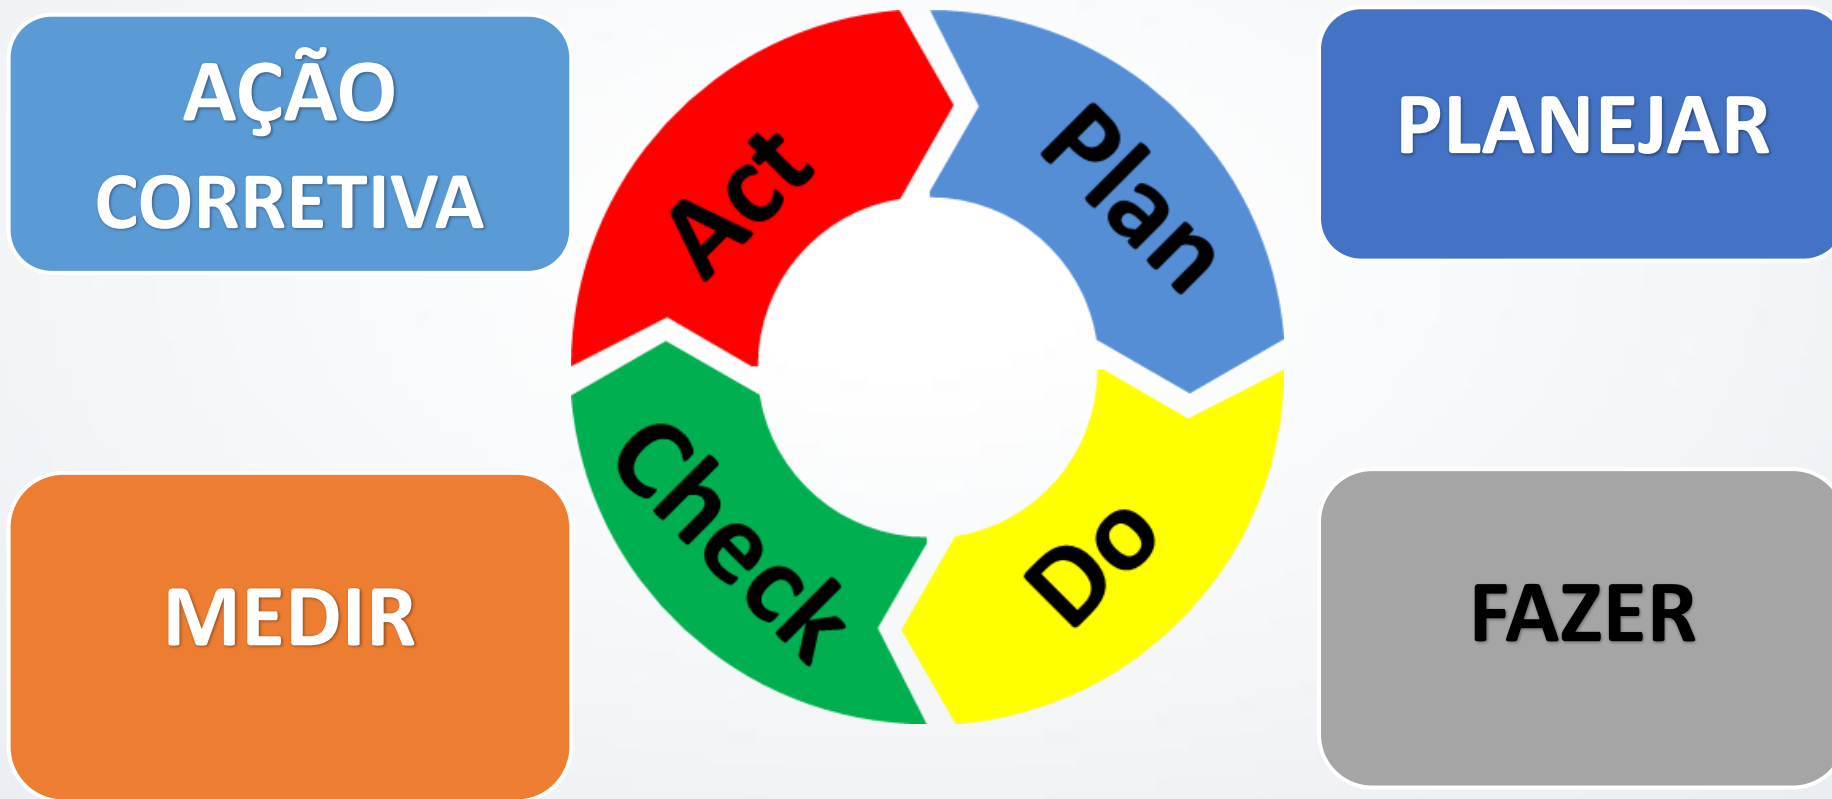 AÇÃO
CORRETIVA
Act
Plan
PLANEJAR
MEDIR
Check
Do
FAZER